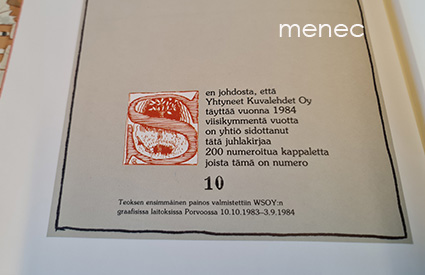 menec
Sen johdosta, että
Yhtyneet Kuvalehdet Oy
täyttää vuonna 1984
viisikymmentä vuotta
on yhtiö sidottanut
tätä juhlakirjaa
200 numeroitua kappaletta
joista tämä on numero
10
Teoksen ensimmäinen painos valmistettiin WSOY:n
graafisissa laitoksissa Porvoossa 10.10.1983-3.9.1984